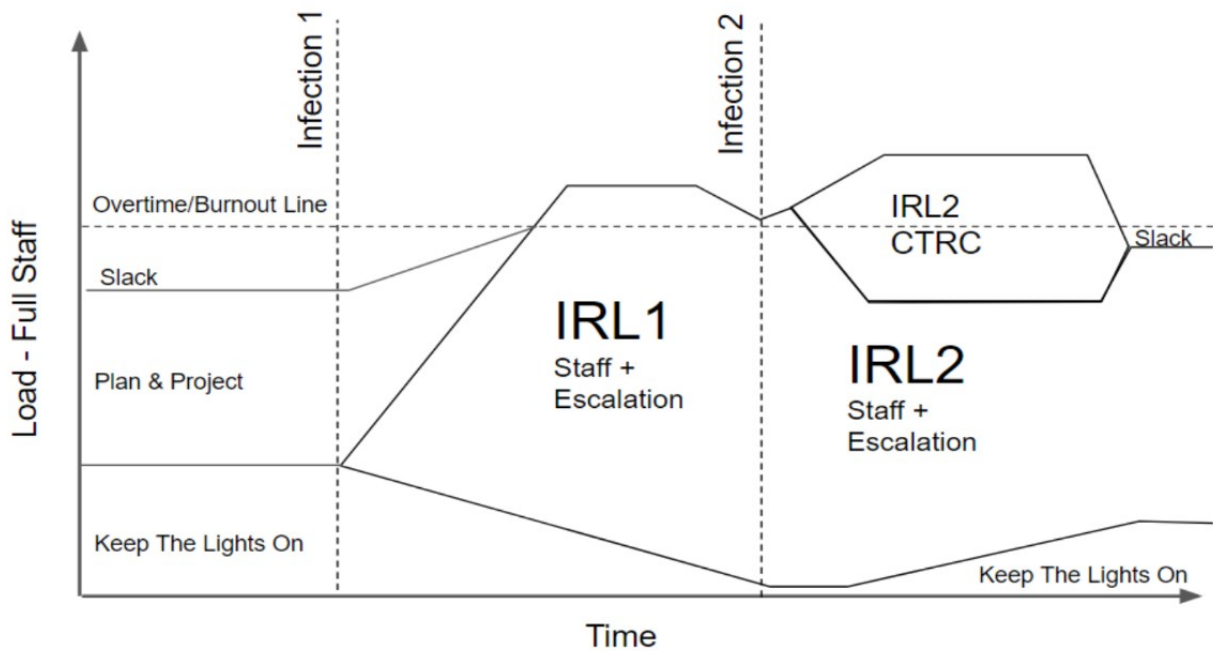 Infection 1
Infection 2
Overtime/Burnout Line
Slack
Plan & Project
Keep The Lights On
IRL1
Staff +
Escalation
IRL2
CTRC
Slack
IRL2
Staff +
Escalation
Keep The Lights On
Load - Full Staff
Time